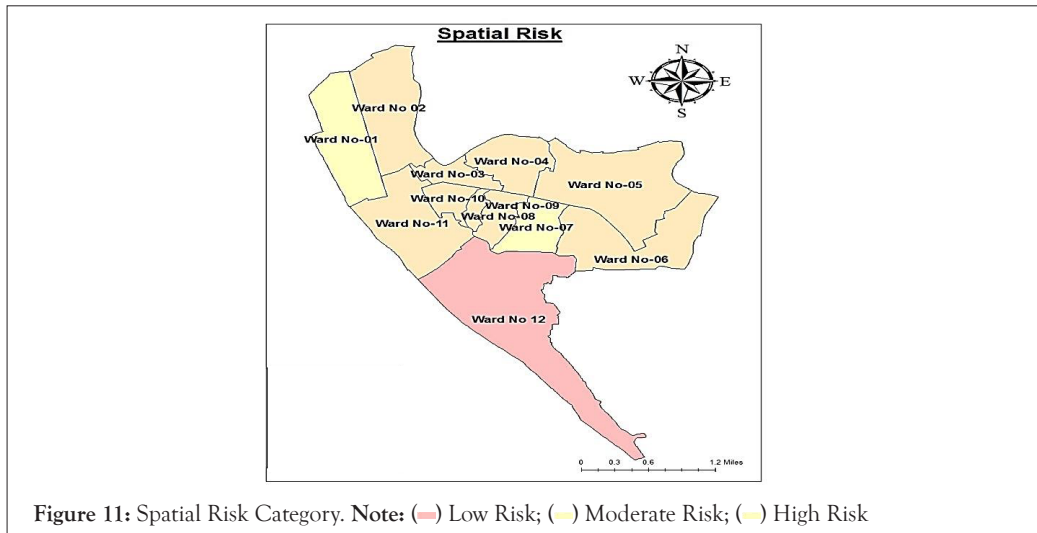 Spatial Risk
N
W E
S
Ward No 02
Ward No-01
Ward No-04
Ward No-03
Ward No-05
Ward No-10
Ward No-09
Ward No-08
Ward No-11
Ward No-07
Ward No-06
Ward No 12
0 0.3 0.6 1.2 Miles
Figure 11: Spatial Risk Category. Note: ( ) Low Risk; ( ) Moderate Risk; ( ) High Risk